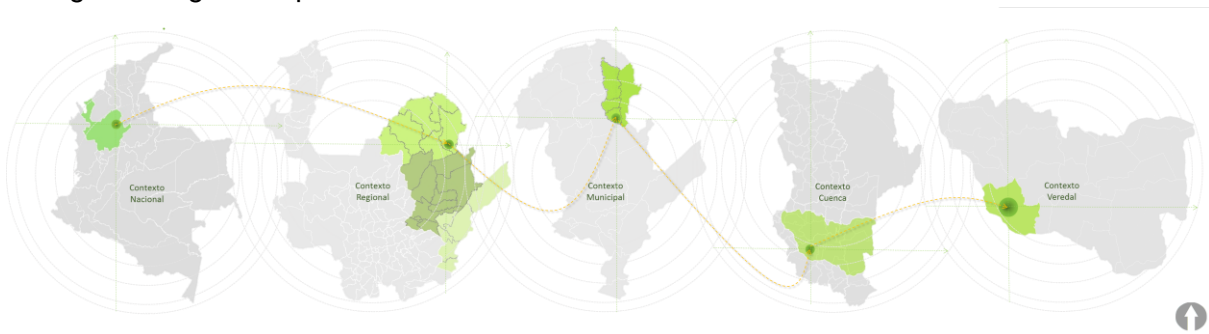 Contexto
Nacional
Contexto
Regional
Contexto
Municipal
Contexto
Cuenca
Contexto
Veredal